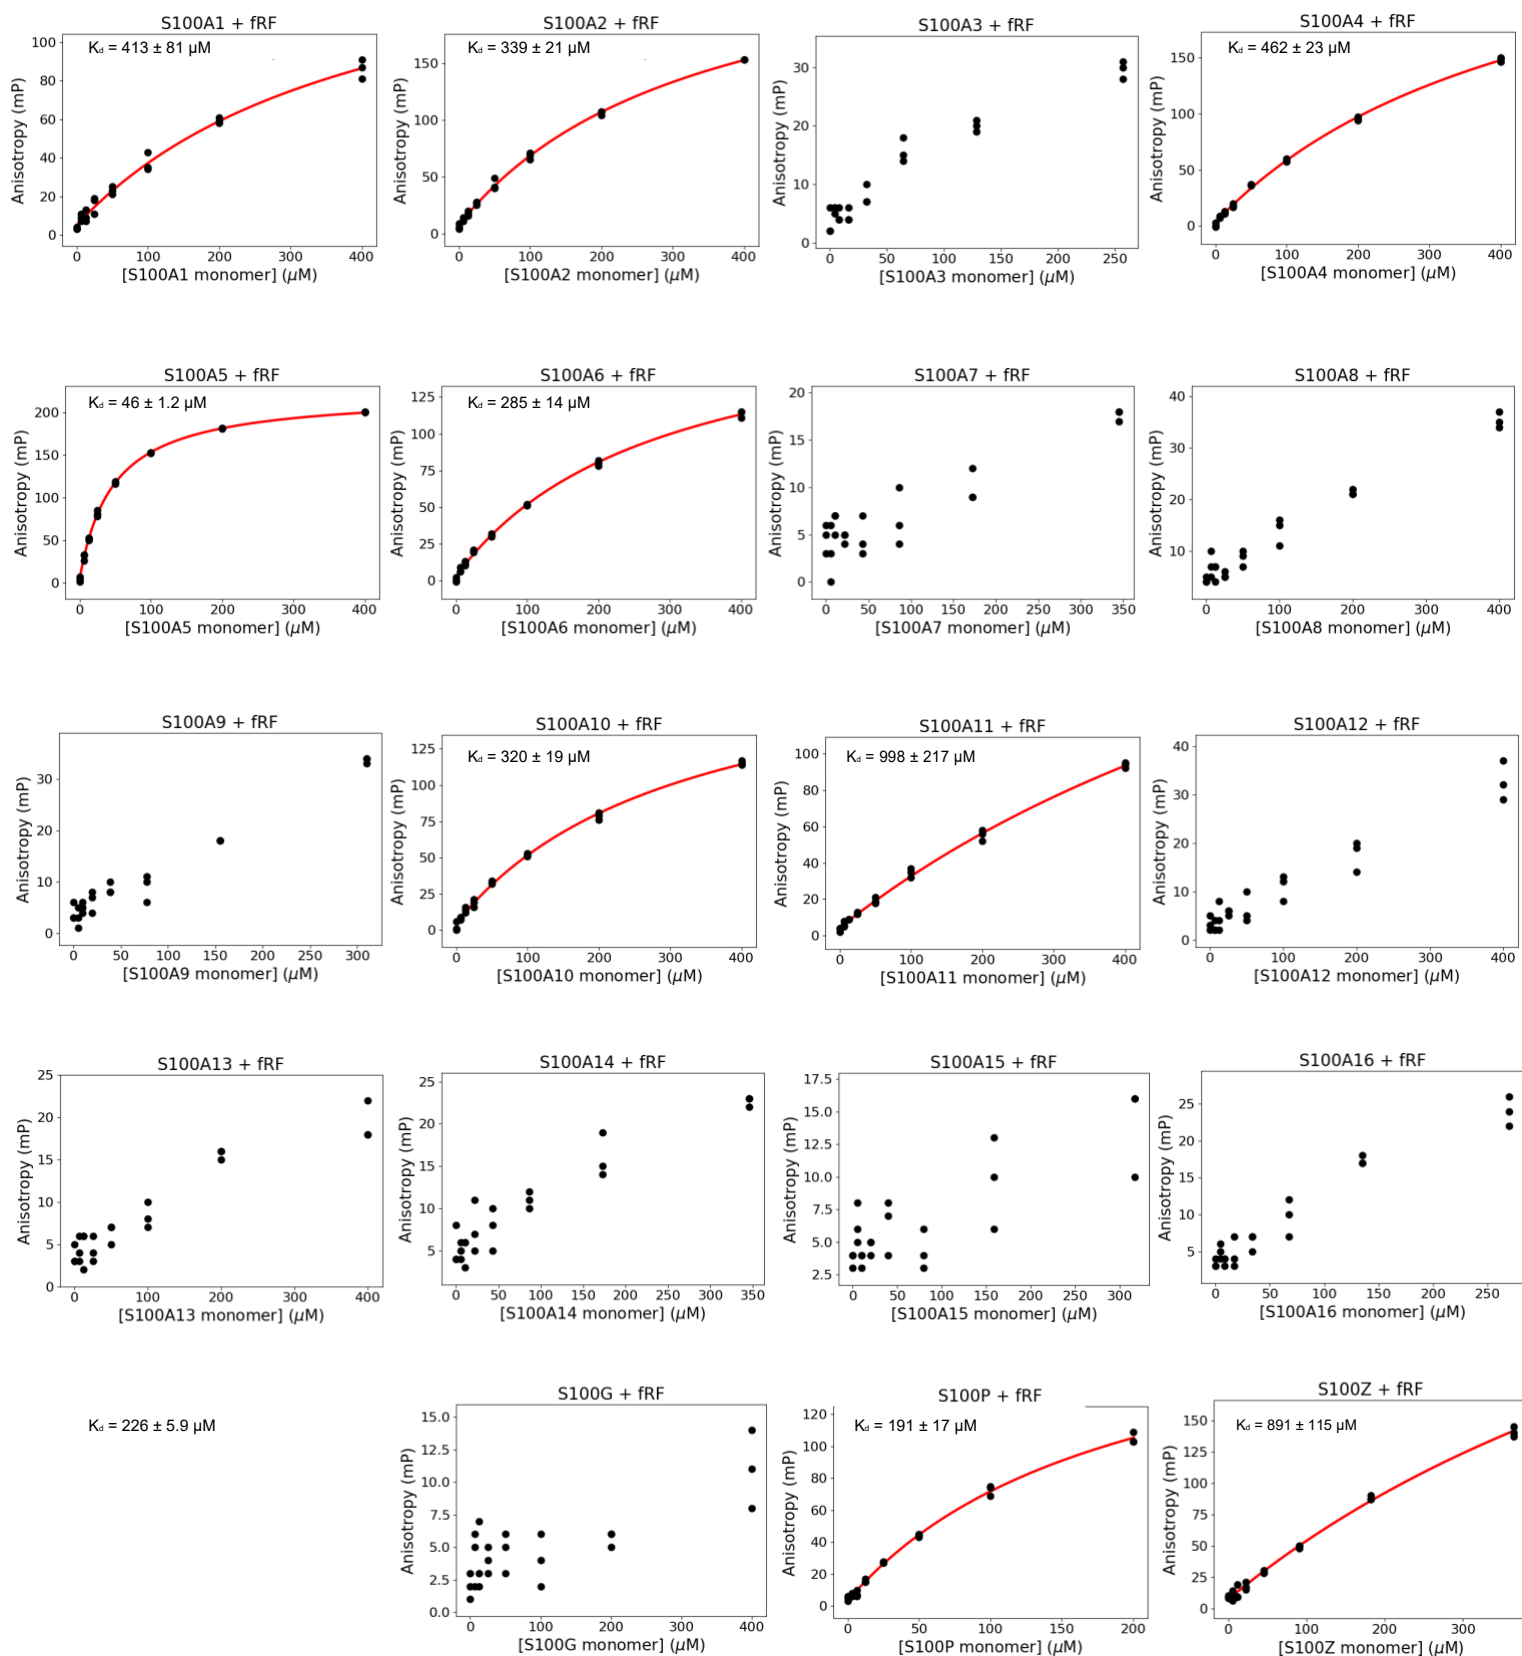 S100A1 + fRF
K_d = 413 ± 81 µM
Anisotropy (mP)
100
80
60
40
20
0
0 100 200 300 400
[S100A1 monomer] (µM)
S100A2 + fRF
K_d = 339 ± 21 µM
Anisotropy (mP)
150
100
50
0
0 100 200 300 400
[S100A2 monomer] (µM)
S100A3 + fRF
Anisotropy (mP)
30
20
10
0
0 50 100 150 200 250
[S100A3 monomer] (µM)
S100A4 + fRF
K_d = 462 ± 23 µM
Anisotropy (mP)
150
100
50
0
0 100 200 300 400
[S100A4 monomer] (µM)
S100A5 + fRF
K_d = 46 ± 1.2 µM
Anisotropy (mP)
200
150
100
50
0
0 100 200 300 400
[S100A5 monomer] (µM)
S100A6 + fRF
K_d = 285 ± 14 µM
Anisotropy (mP)
125
100
75
50
25
0
0 100 200 300 400
[S100A6 monomer] (µM)
S100A7 + fRF
Anisotropy (mP)
20
15
10
5
0
0 50 100 150 200 250 300 350
[S100A7 monomer] (µM)
S100A8 + fRF
Anisotropy (mP)
40
30
20
10
0 100 200 300 400
[S100A8 monomer] (µM)
S100A9 + fRF
Anisotropy (mP)
30
20
10
0
0 50 100 150 200 250 300
[S100A9 monomer] (µM)
S100A10 + fRF
K_d = 320 ± 19 µM
Anisotropy (mP)
125
100
75
50
25
0
0 100 200 300 400
[S100A10 monomer] (µM)
S100A11 + fRF
K_d = 998 ± 217 µM
Anisotropy (mP)
100
80
60
40
20
0
0 100 200 300 400
[S100A11 monomer] (µM)
S100A12 + fRF
Anisotropy (mP)
40
30
20
10
0
0 100 200 300 400
[S100A12 monomer] (µM)
S100A13 + fRF
Anisotropy (mP)
25
20
15
10
5
0
0 100 200 300 400
[S100A13 monomer] (µM)
S100A14 + fRF
Anisotropy (mP)
25
20
15
10
5
0 50 100 150 200 250 300 350
[S100A14 monomer] (µM)
S100A15 + fRF
Anisotropy (mP)
17.5
15.0
12.5
10.0
7.5
5.0
2.5
0 100 200 300
[S100A15 monomer] (µM)
S100A16 + fRF
Anisotropy (mP)
25
20
15
10
5
0 50 100 150 200 250
[S100A16 monomer] (µM)
K_d = 226 ± 5.9 µM
S100G + fRF
Anisotropy (mP)
15.0
12.5
10.0
7.5
5.0
2.5
0.0
0 100 200 300 400
[S100G monomer] (µM)
S100P + fRF
K_d = 191 ± 17 µM
Anisotropy (mP)
120
100
80
60
40
20
0
0 50 100 150 200
[S100P monomer] (µM)
S100Z + fRF
K_d = 891 ± 115 µM
Anisotropy (mP)
150
125
100
75
50
25
0
0 100 200 300
[S100Z monomer] (µM)